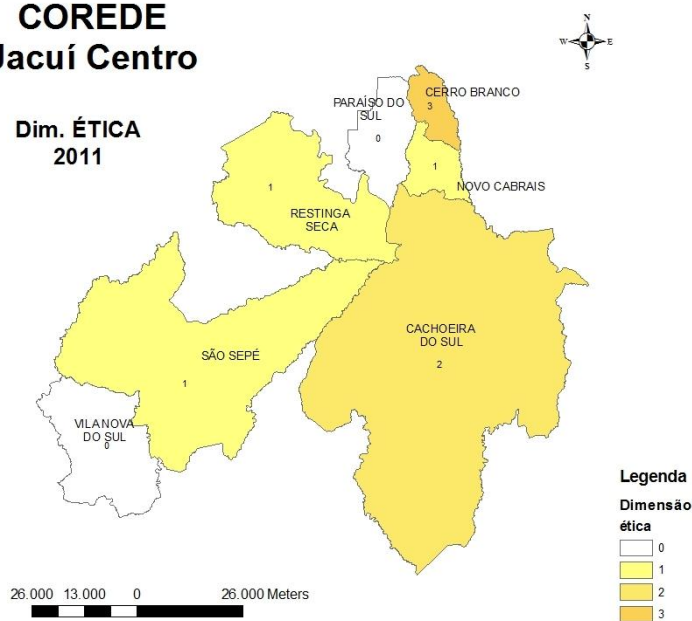 COREDE
Jacuí Centro
Dim. ÉTICA
2011
N
W E
S
PARAÍSO DO
SUL
0
CERRO BRANCO
3
1
NOVO CABRAIS
1
RESTINGA
SECA
CACHOEIRA
DO SUL
2
SÃO SEPÉ
1
VILA NOVA
DO SUL
0
Legenda
Dimensão
ética
0
1
2
3
26.000 13.000 0 26.000 Meters